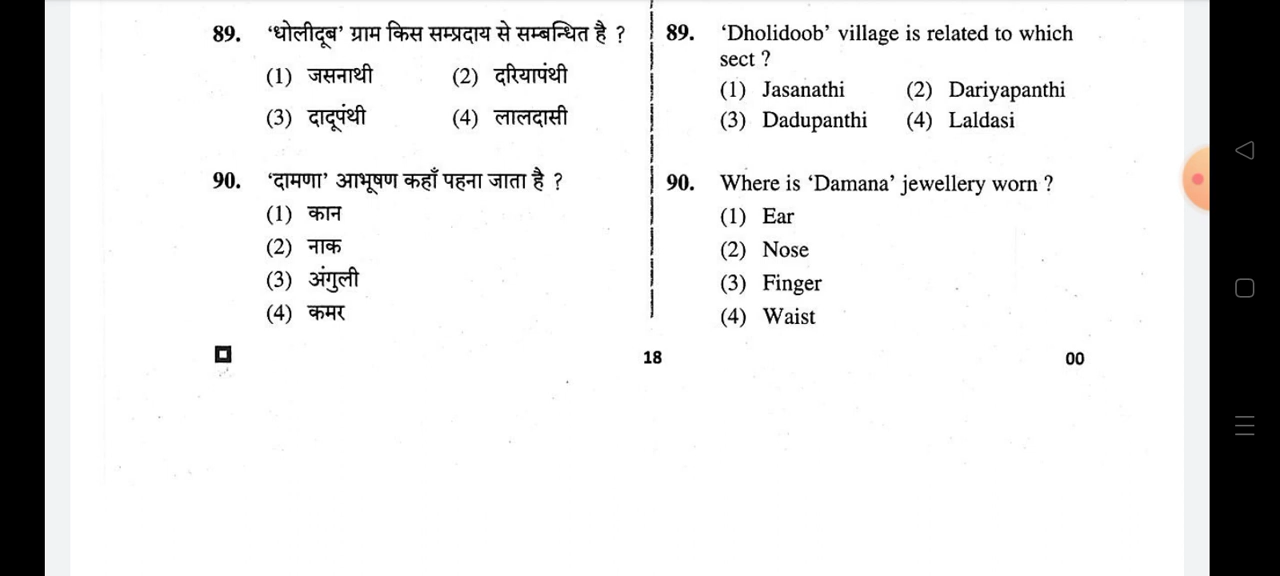 89. 'धोलीदूब' ग्राम किस सम्प्रदाय से सम्बन्धित है ?
(1) जसनाथी (2) दरियापंथी
(3) दादूपंथी (4) लालदासी
90. 'दामणा' आभूषण कहाँ पहना जाता है ?
(1) कान
(2) नाक
(3) अंगुली
(4) कमर
89. 'Dholidoob' village is related to which
sect ?
(1) Jasanathi (2) Dariyapanthi
(3) Dadupanthi (4) Laldasi
90. Where is 'Damana' jewellery worn ?
(1) Ear
(2) Nose
(3) Finger
(4) Waist
18 00